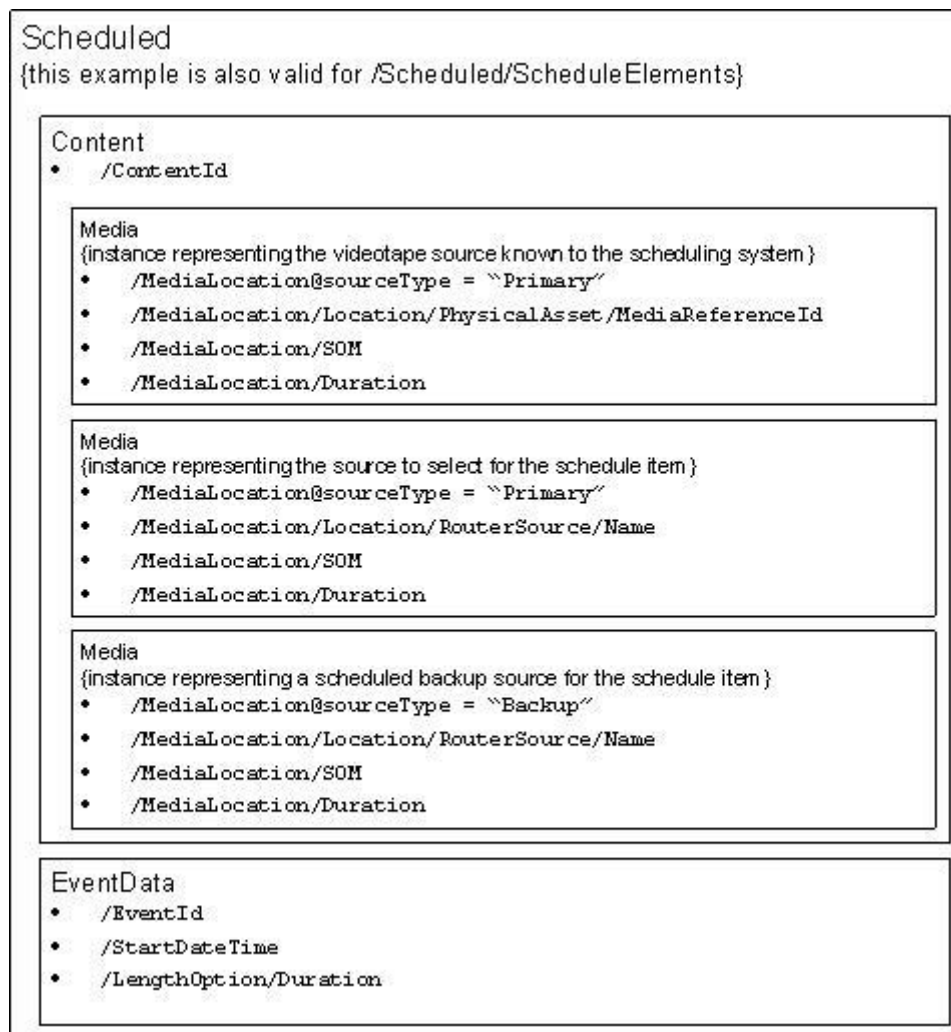 Scheduled
{this example is also valid for /Scheduled/ScheduleElements}
Content
• /ContentId
Media
{instance representing the videotape source known to the scheduling system}
• /MediaLocation@sourceType = ``Primary″
• /MediaLocation/Location/PhysicalAsset/MediaReferenceId
• /MediaLocation/SOM
• /MediaLocation/Duration
Media
{instance representing the source to select for the schedule item}
• /MediaLocation@sourceType = ``Primary″
• /MediaLocation/Location/RouterSource/Name
• /MediaLocation/SOM
• /MediaLocation/Duration
Media
{instance representing a scheduled backup source for the schedule item}
• /MediaLocation@sourceType = ``Backup″
• /MediaLocation/Location/RouterSource/Name
• /MediaLocation/SOM
• /MediaLocation/Duration
EventData
• /EventId
• /StartDateTime
• /LengthOption/Duration